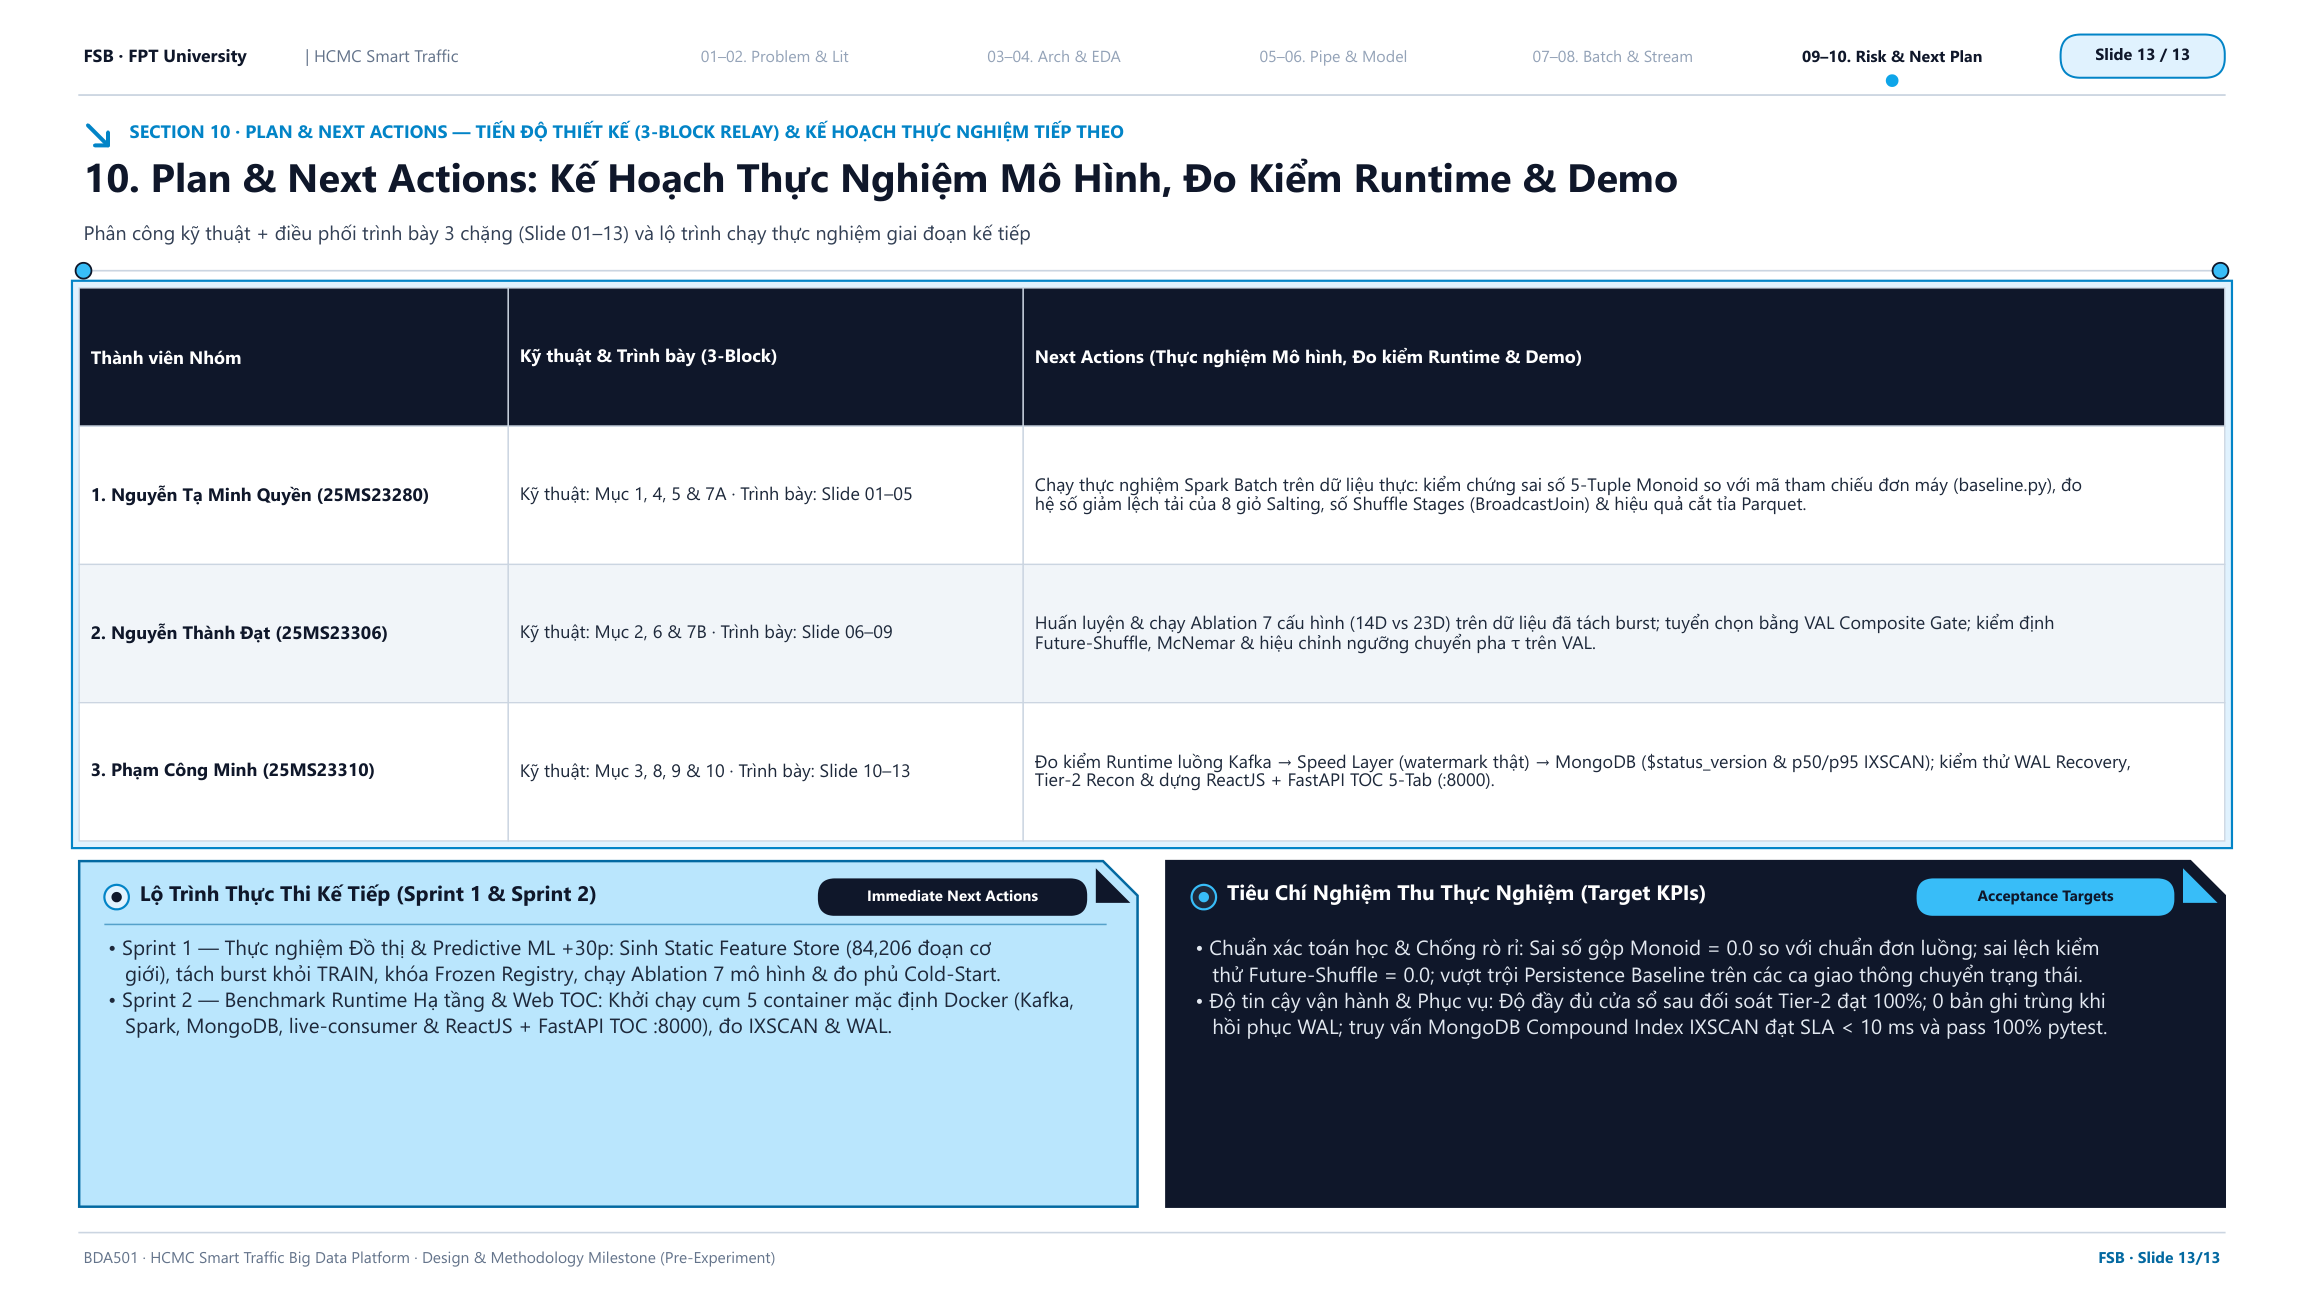 FSB · FPT University | HCMC Smart Traffic 01–02. Problem & Lit 03–04. Arch & EDA 05–06. Pipe & Model 07–08. Batch & Stream 09–10. Risk & Next Plan Slide 13 / 13
SECTION 10 · PLAN & NEXT ACTIONS — TIẾN ĐỘ THIẾT KẾ (3-BLOCK RELAY) & KẾ HOẠCH THỰC NGHIỆM TIẾP THEO
10. Plan & Next Actions: Kế Hoạch Thực Nghiệm Mô Hình, Đo Kiểm Runtime & Demo
Phân công kỹ thuật + điều phối trình bày 3 chặng (Slide 01–13) và lộ trình chạy thực nghiệm giai đoạn kế tiếp
Thành viên Nhóm
Kỹ thuật & Trình bày (3-Block)
Next Actions (Thực nghiệm Mô hình, Đo kiểm Runtime & Demo)
1. Nguyễn Tạ Minh Quyền (25MS23280)
Kỹ thuật: Mục 1, 4, 5 & 7A · Trình bày: Slide 01–05
Chạy thực nghiệm Spark Batch trên dữ liệu thực: kiểm chứng sai số 5-Tuple Monoid so với mã tham chiếu đơn máy (baseline.py), đo
hệ số giảm lệch tải của 8 giỏ Salting, số Shuffle Stages (BroadcastJoin) & hiệu quả cắt tỉa Parquet.
2. Nguyễn Thành Đạt (25MS23306)
Kỹ thuật: Mục 2, 6 & 7B · Trình bày: Slide 06–09
Huấn luyện & chạy Ablation 7 cấu hình (14D vs 23D) trên dữ liệu đã tách burst; tuyển chọn bằng VAL Composite Gate; kiểm định
Future-Shuffle, McNemar & hiệu chỉnh ngưỡng chuyển pha τ trên VAL.
3. Phạm Công Minh (25MS23310)
Kỹ thuật: Mục 3, 8, 9 & 10 · Trình bày: Slide 10–13
Đo kiểm Runtime luồng Kafka → Speed Layer (watermark thật) → MongoDB ($status_version & p50/p95 IXSCAN); kiểm thử WAL Recovery,
Tier-2 Recon & dựng ReactJS + FastAPI TOC 5-Tab (:8000).
Lộ Trình Thực Thi Kế Tiếp (Sprint 1 & Sprint 2)
Immediate Next Actions
• Sprint 1 — Thực nghiệm Đồ thị & Predictive ML +30p: Sinh Static Feature Store (84,206 đoạn cơ
giới), tách burst khỏi TRAIN, khóa Frozen Registry, chạy Ablation 7 mô hình & đo phủ Cold-Start.
• Sprint 2 — Benchmark Runtime Hạ tầng & Web TOC: Khởi chạy cụm 5 container mặc định Docker (Kafka,
Spark, MongoDB, live-consumer & ReactJS + FastAPI TOC :8000), đo IXSCAN & WAL.
Tiêu Chí Nghiệm Thu Thực Nghiệm (Target KPIs)
Acceptance Targets
• Chuẩn xác toán học & Chống rò rỉ: Sai số gộp Monoid = 0.0 so với chuẩn đơn luồng; sai lệch kiểm
thử Future-Shuffle = 0.0; vượt trội Persistence Baseline trên các ca giao thông chuyển trạng thái.
• Độ tin cậy vận hành & Phục vụ: Độ đầy đủ cửa sổ sau đối soát Tier-2 đạt 100%; 0 bản ghi trùng khi
hồi phục WAL; truy vấn MongoDB Compound Index IXSCAN đạt SLA < 10 ms và pass 100% pytest.
BDA501 · HCMC Smart Traffic Big Data Platform · Design & Methodology Milestone (Pre-Experiment)
FSB · Slide 13/13